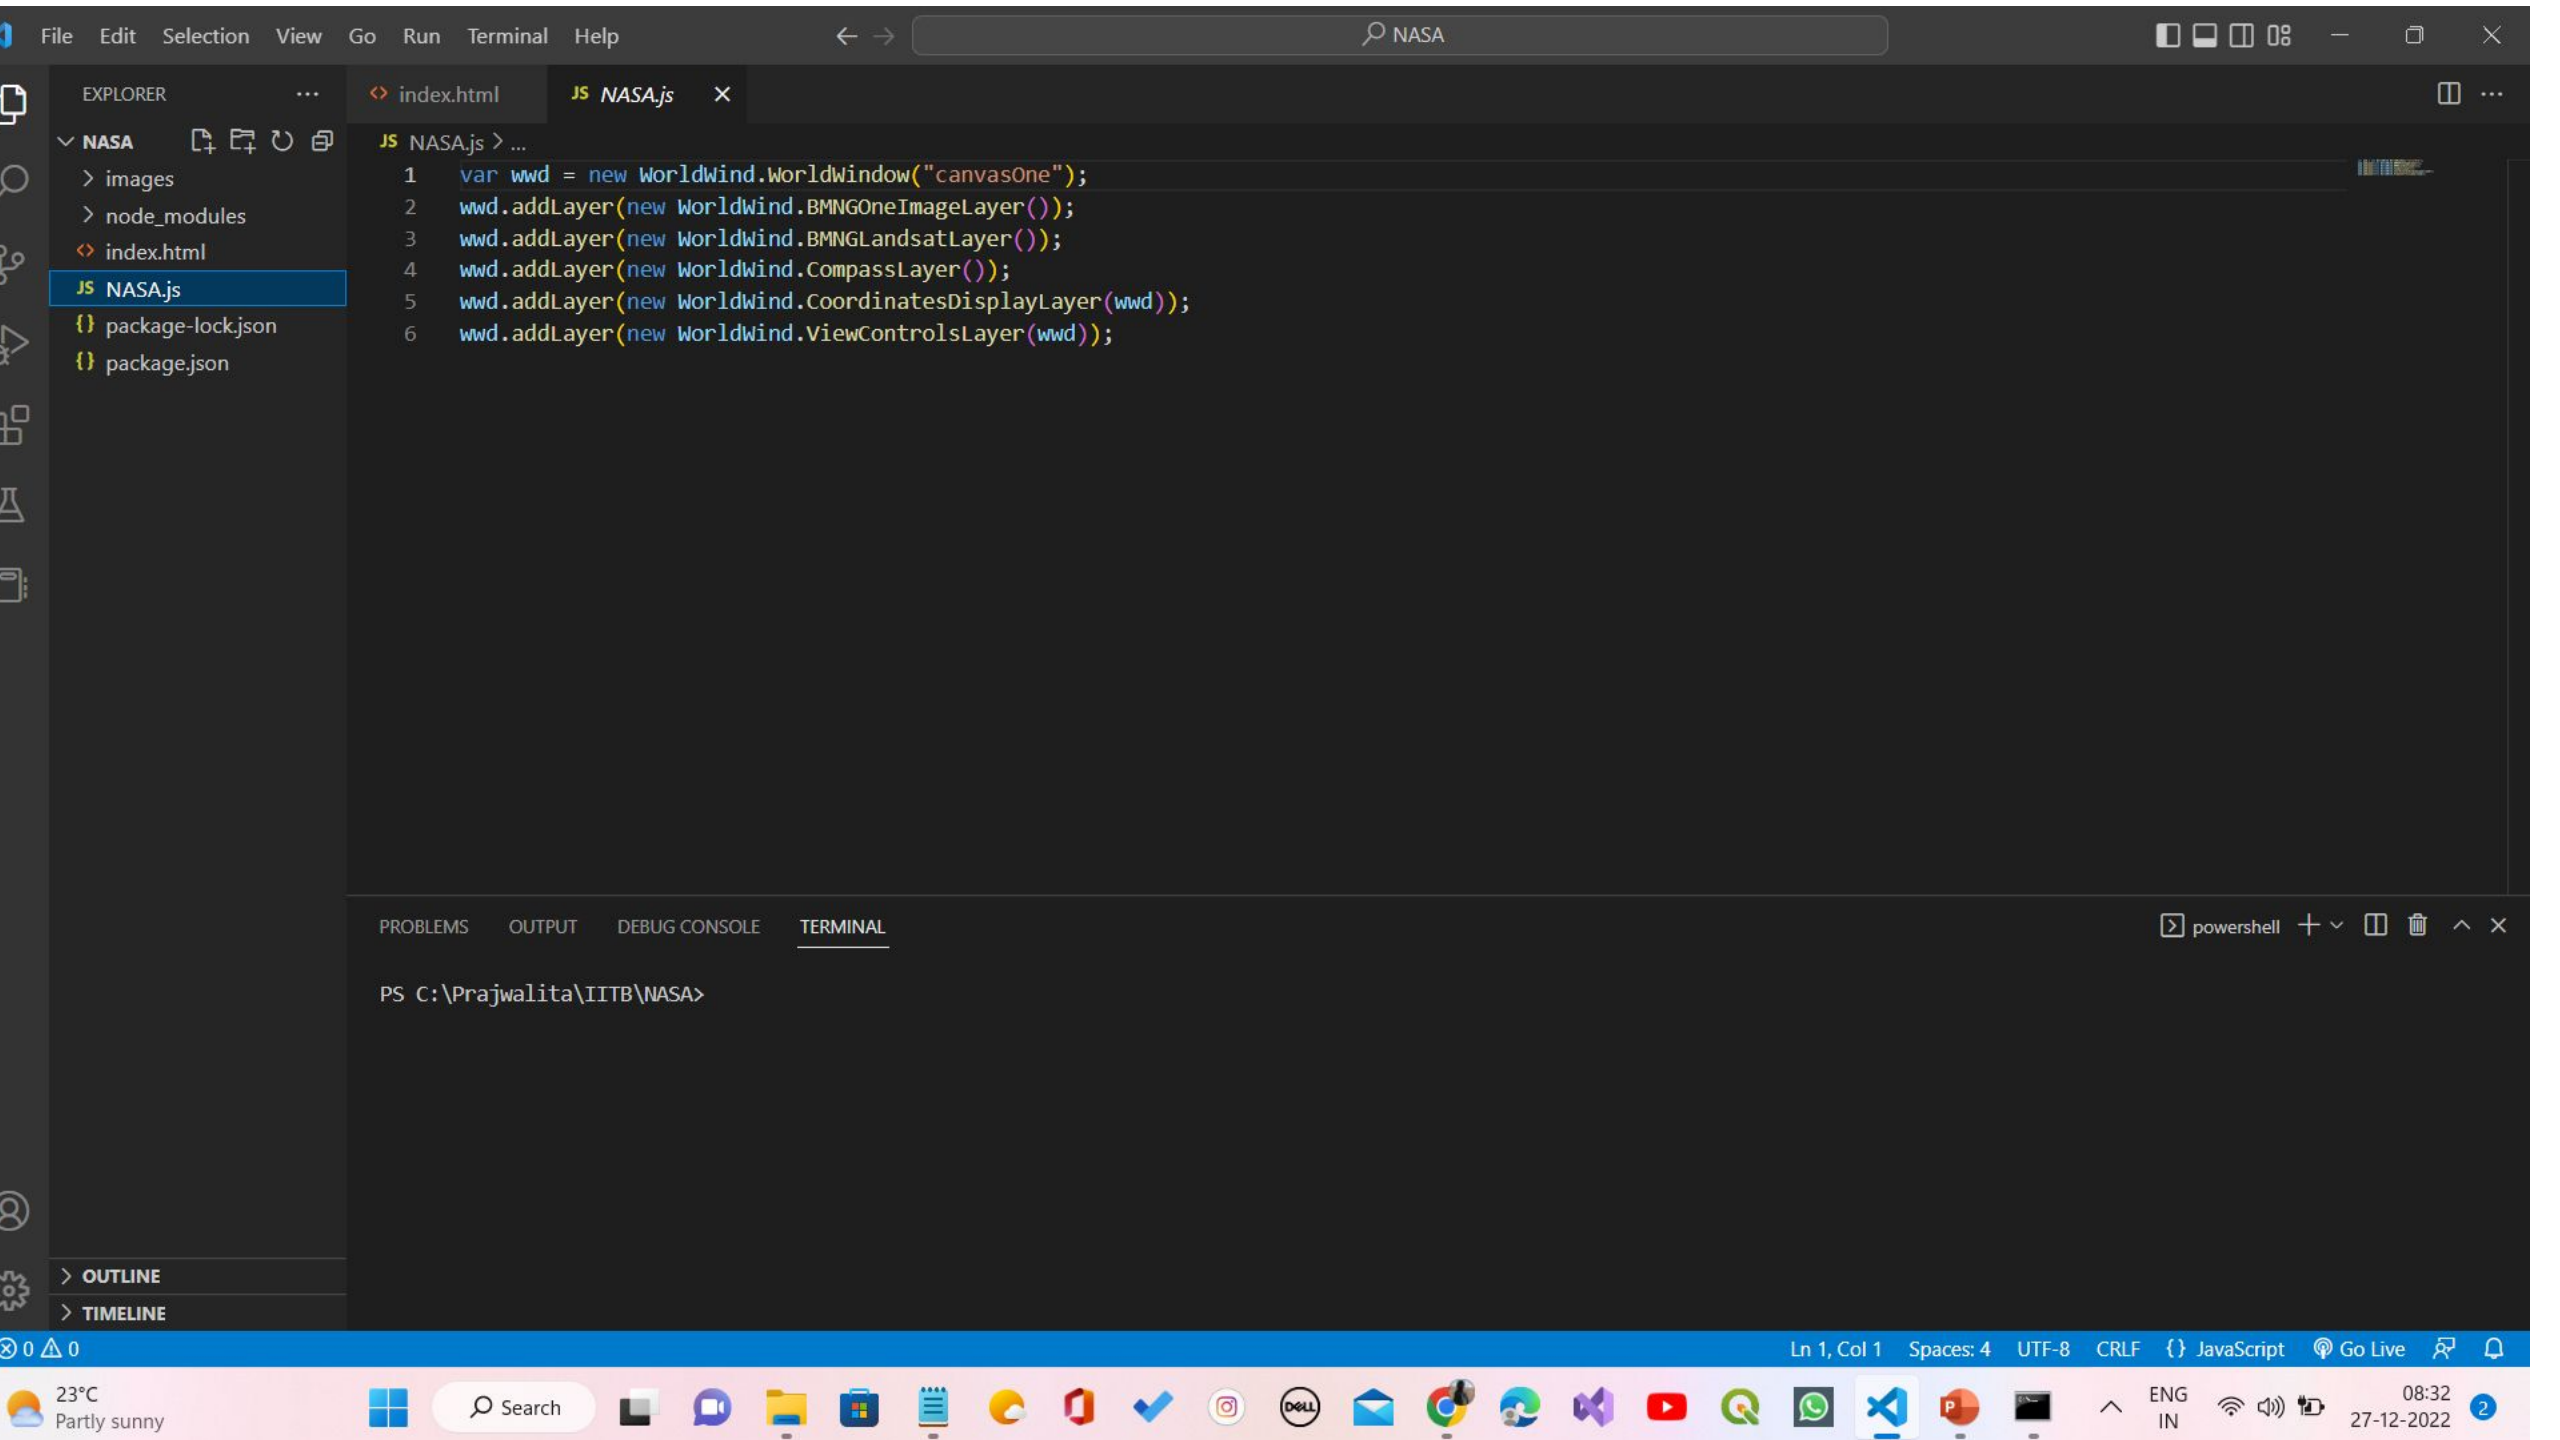 File Edit Selection View Go Run Terminal Help
NASA
EXPLORER
index.html
JS NASA.js
NASA
JS NASA.js > ...
images
node_modules
index.html
JS NASA.js
{} package-lock.json
{} package.json
1 var wwd = new WorldWind.WorldWindow("canvasOne");
2 wwd.addLayer(new WorldWind.BMNGOneImageLayer());
3 wwd.addLayer(new WorldWind.BMNGLandsatLayer());
4 wwd.addLayer(new WorldWind.CompassLayer());
5 wwd.addLayer(new WorldWind.CoordinatesDisplayLayer(wwd));
6 wwd.addLayer(new WorldWind.ViewControlsLayer(wwd));
PROBLEMS OUTPUT DEBUG CONSOLE TERMINAL
powershell
PS C:\Prajwalita\IITB\NASA>
OUTLINE
TIMELINE
0 0
Ln 1, Col 1 Spaces: 4 UTF-8 CRLF {} JavaScript Go Live
23°C
Partly sunny
Search
DELL
ENG
IN
08:32
27-12-2022
2